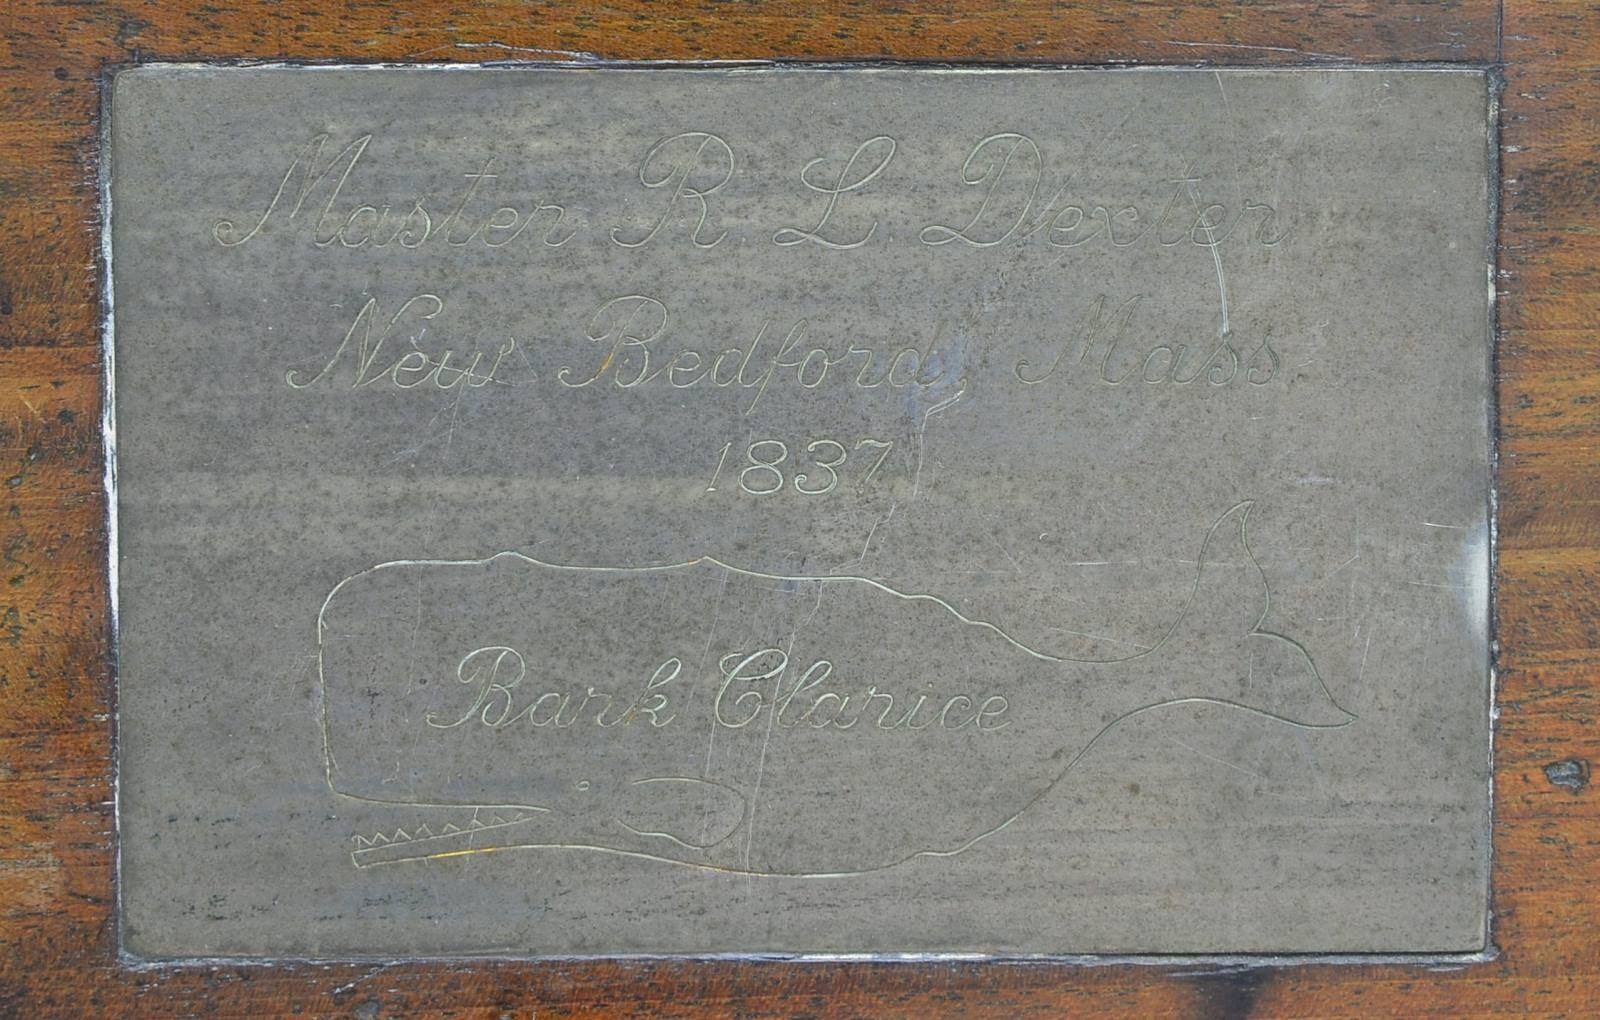 Master R L Dexter
New Bedford, Mass
1837
Bark Clarice